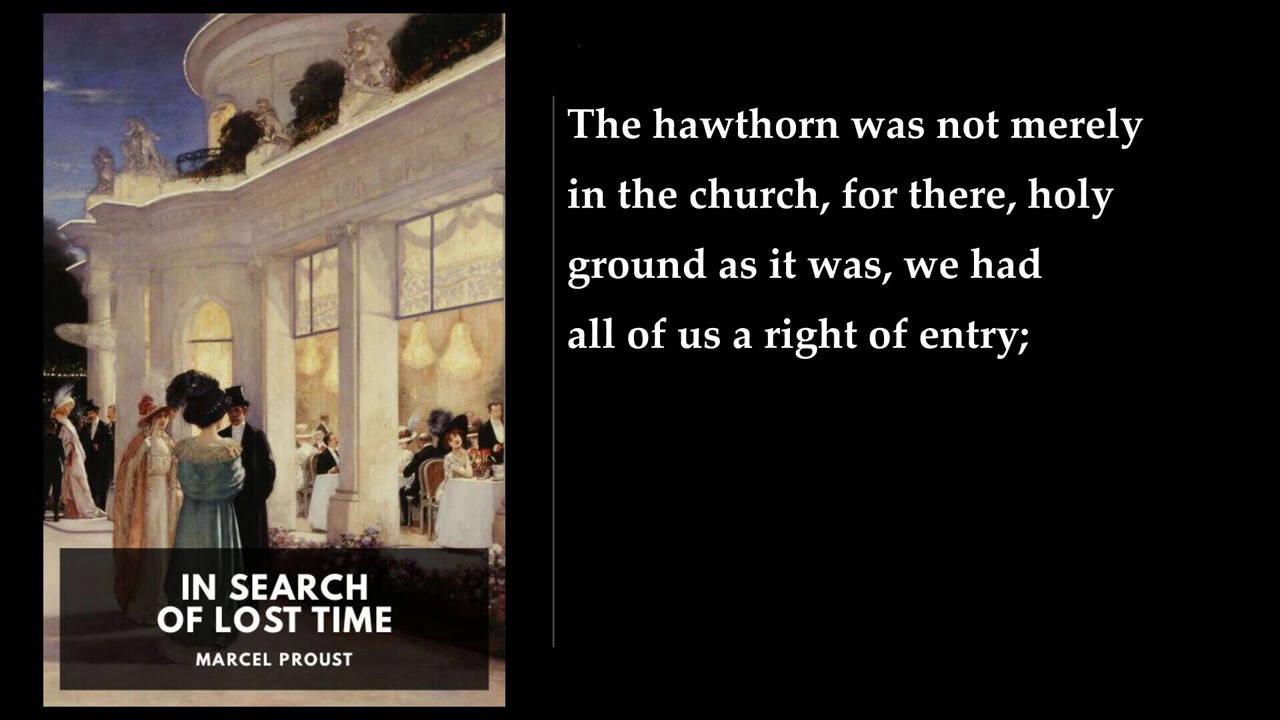 IN SEARCH
OF LOST TIME
MARCEL PROUST
The hawthorn was not merely
in the church, for there, holy
ground as it was, we had
all of us a right of entry;